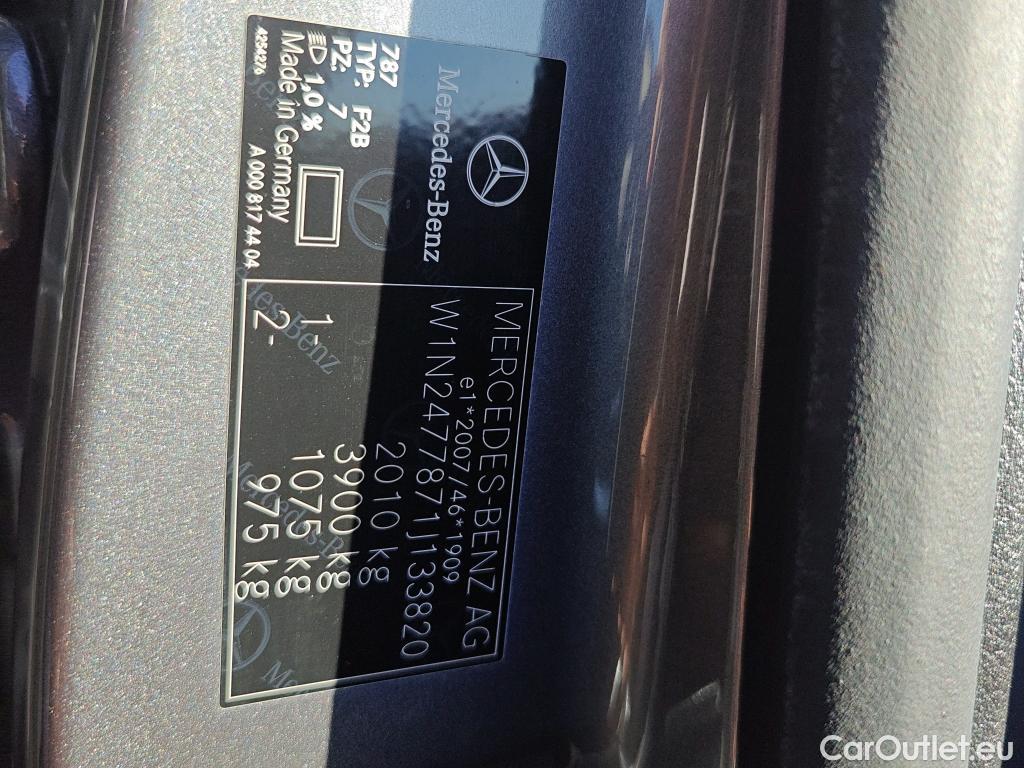 Mercedes-Benz
787
TYP: F2B
PZ: 7
1,0 %
Made in Germany
A 000 817 44 04
MERCEDES-BENZ AG
e1*2007/46*1909
W1N2477871J133820
2010 kg
3900 kg
1- 1075 kg
2- 975 kg
CarOutlet.eu